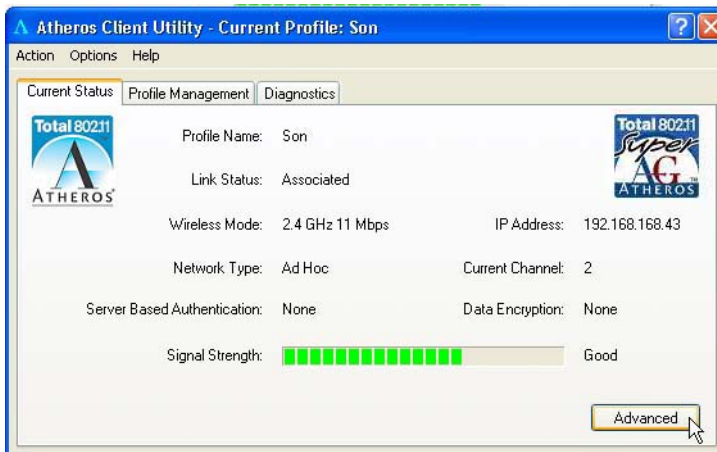 Atheros Client Utility - Current Profile: Son
Action Options Help
Current Status Profile Management Diagnostics
Total 802.11
ATHEROS
Total 802.11
Super
AG
ATHEROS
Profile Name: Son
Link Status: Associated
Wireless Mode: 2.4 GHz 11 Mbps IP Address: 192.168.168.43
Network Type: Ad Hoc Current Channel: 2
Server Based Authentication: None Data Encryption: None
Signal Strength: Good
Advanced